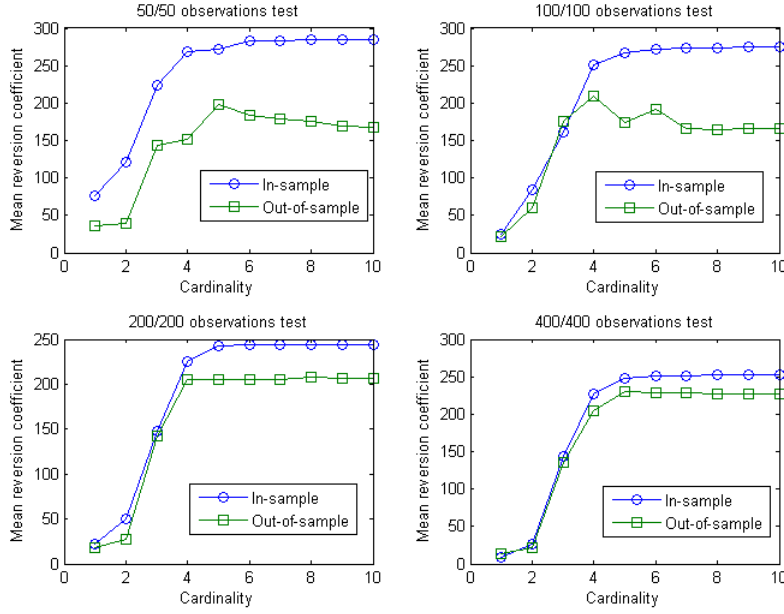 50/50 observations test
Mean reversion coefficient
300
250
200
150
100
50
0
In-sample
Out-of-sample
0 2 4 6 8 10
Cardinality
100/100 observations test
Mean reversion coefficient
300
250
200
150
100
50
0
In-sample
Out-of-sample
0 2 4 6 8 10
Cardinality
200/200 observations test
Mean reversion coefficient
250
200
150
100
50
0
In-sample
Out-of-sample
0 2 4 6 8 10
Cardinality
400/400 observations test
Mean reversion coefficient
300
250
200
150
100
50
0
In-sample
Out-of-sample
0 2 4 6 8 10
Cardinality